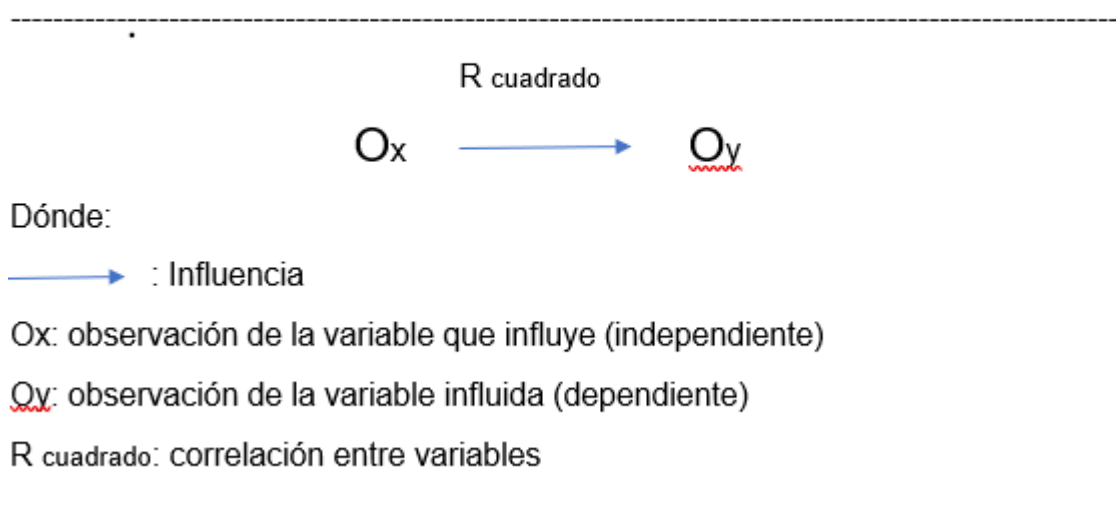 R cuadrado
Ox Oy
Dónde:
: Influencia
Ox: observación de la variable que influye (independiente)
Oy: observación de la variable influida (dependiente)
R cuadrado: correlación entre variables